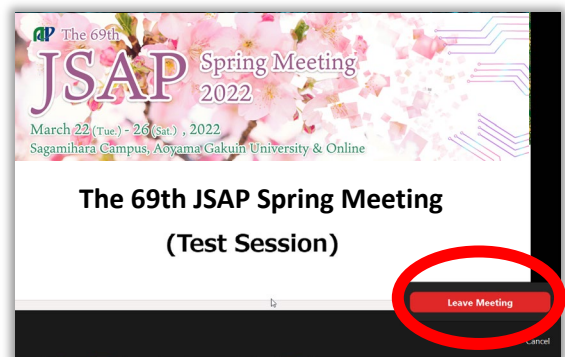 AP The 69th
JSAP Spring Meeting
2022
March 22 (Tue.) - 26 (Sat.) , 2022
Sagamihara Campus, Aoyama Gakuin University & Online
The 69th JSAP Spring Meeting
(Test Session)
Leave Meeting
Cancel